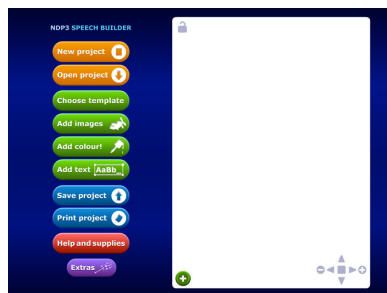 NDP3 SPEECH BUILDER
New project
Open project
Choose template
Add images
Add colour!
Add text AaBb_
Save project
Print project
Help and supplies
Extras